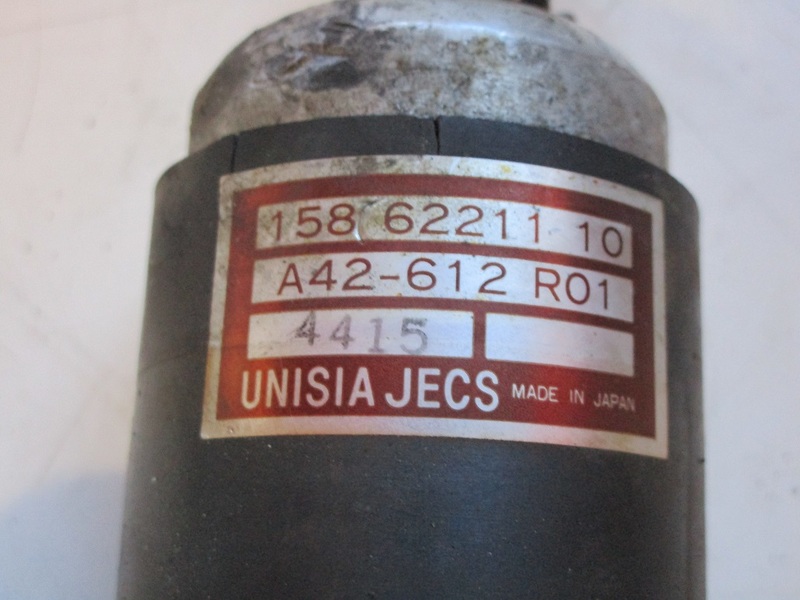 158 62211 10
A42-612 R01
4415
UNISIA JECS MADE IN JAPAN